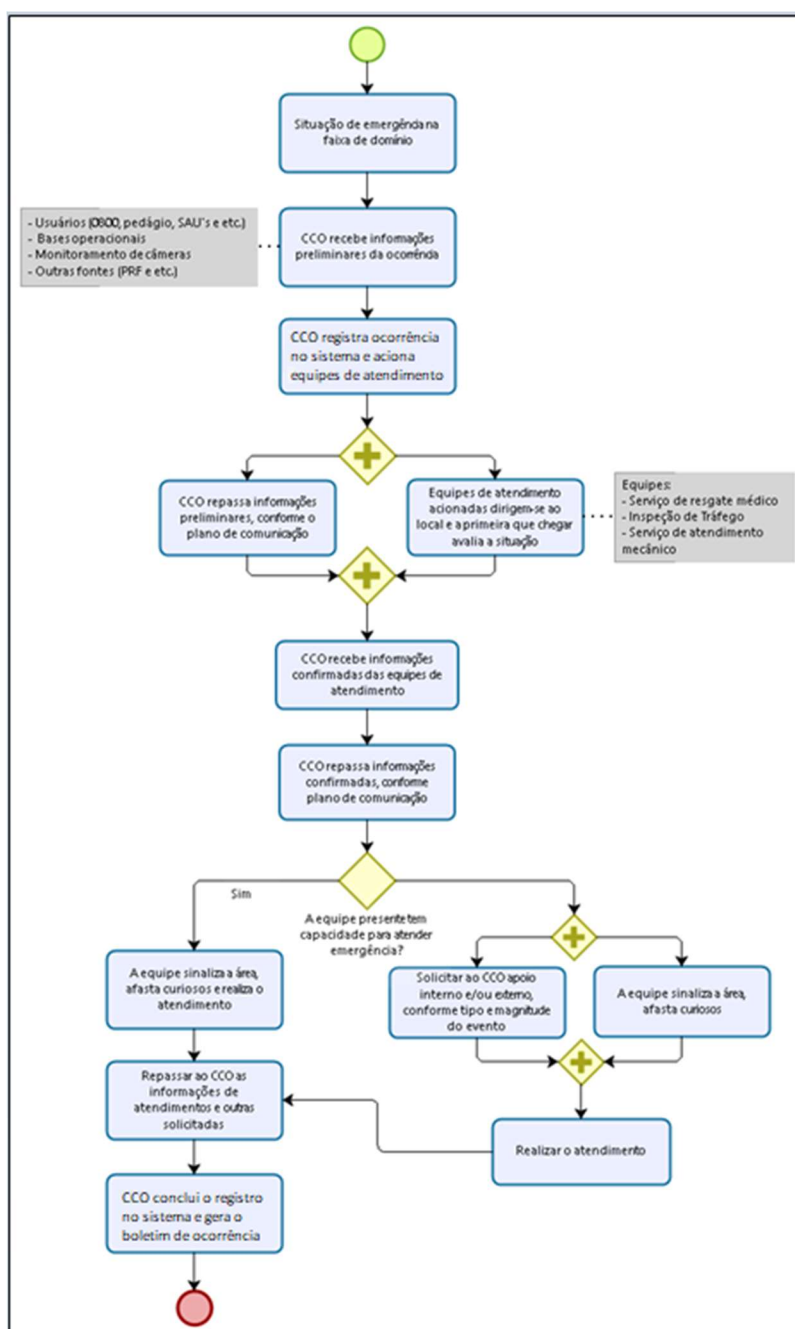 Situação de emergência na
faixa de domínio
- Usuários (0800, pedágio, SAU's e etc.)
- Bases operacionais
- Monitoramento de câmeras
- Outras fontes (PRF e etc.)
CCO recebe informações
preliminares da ocorrência
CCO registra ocorrência
no sistema e aciona
equipes de atendimento
CCO repassa informações
preliminares, conforme o
plano de comunicação
Equipes de atendimento
acionadas dirigem-se ao
local e a primeira que chegar
avalia a situação
Equipes:
- Serviço de resgate médico
- Inspeção de Tráfego
- Serviço de atendimento
mecânico
CCO recebe informações
confirmadas das equipes de
atendimento
CCO repassa informações
confirmadas, conforme
plano de comunicação
Sim
A equipe presente tem
capacidade para atender
emergência?
A equipe sinaliza a área,
afasta curiosos e realiza o
atendimento
Solicitar ao CCO apoio
interno e/ou externo,
conforme tipo e magnitude
do evento
A equipe sinaliza a área,
afasta curiosos
Repassar ao CCO as
informações de
atendimentos e outras
solicitadas
Realizar o atendimento
CCO conclui o registro
no sistema e gera o
boletim de ocorrência